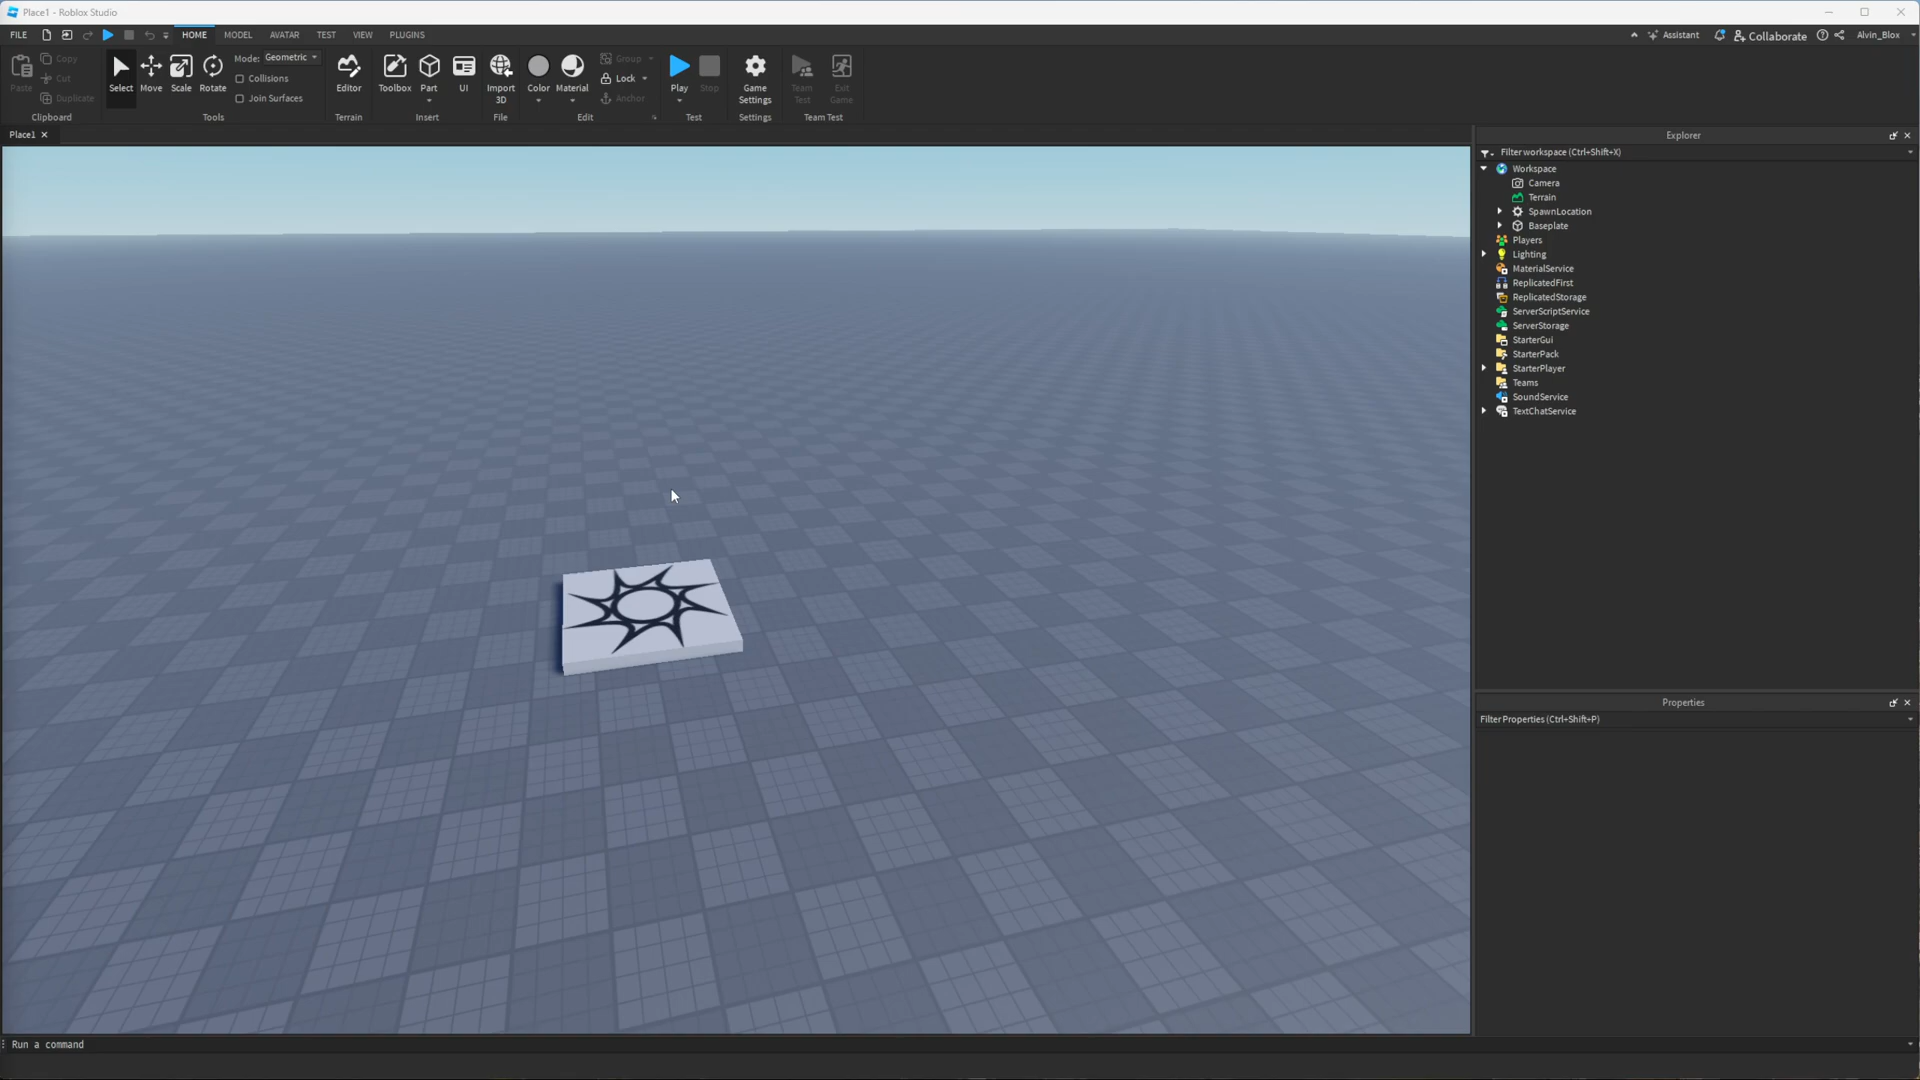 Place1 - Roblox Studio
FILE HOME MODEL AVATAR TEST VIEW PLUGINS Assistant Collaborate Alvin_Blox
Paste Copy Cut Duplicate
Clipboard
Select Move Scale Rotate Mode: Geometric
Collisions
Join Surfaces
Tools
Editor
Terrain
Toolbox Part UI
Insert
Import 3D
File
Color Material Group Lock Anchor
Edit
Play Stop
Test
Game Settings
Settings
Team Test Exit Game
Team Test
Place1
Explorer
Filter workspace (Ctrl+Shift+X)
Workspace
Camera
Terrain
SpawnLocation
Baseplate
Players
Lighting
MaterialService
ReplicatedFirst
ReplicatedStorage
ServerScriptService
ServerStorage
StarterGui
StarterPack
StarterPlayer
Teams
SoundService
TextChatService
Properties
Filter Properties (Ctrl+Shift+P)
Run a command